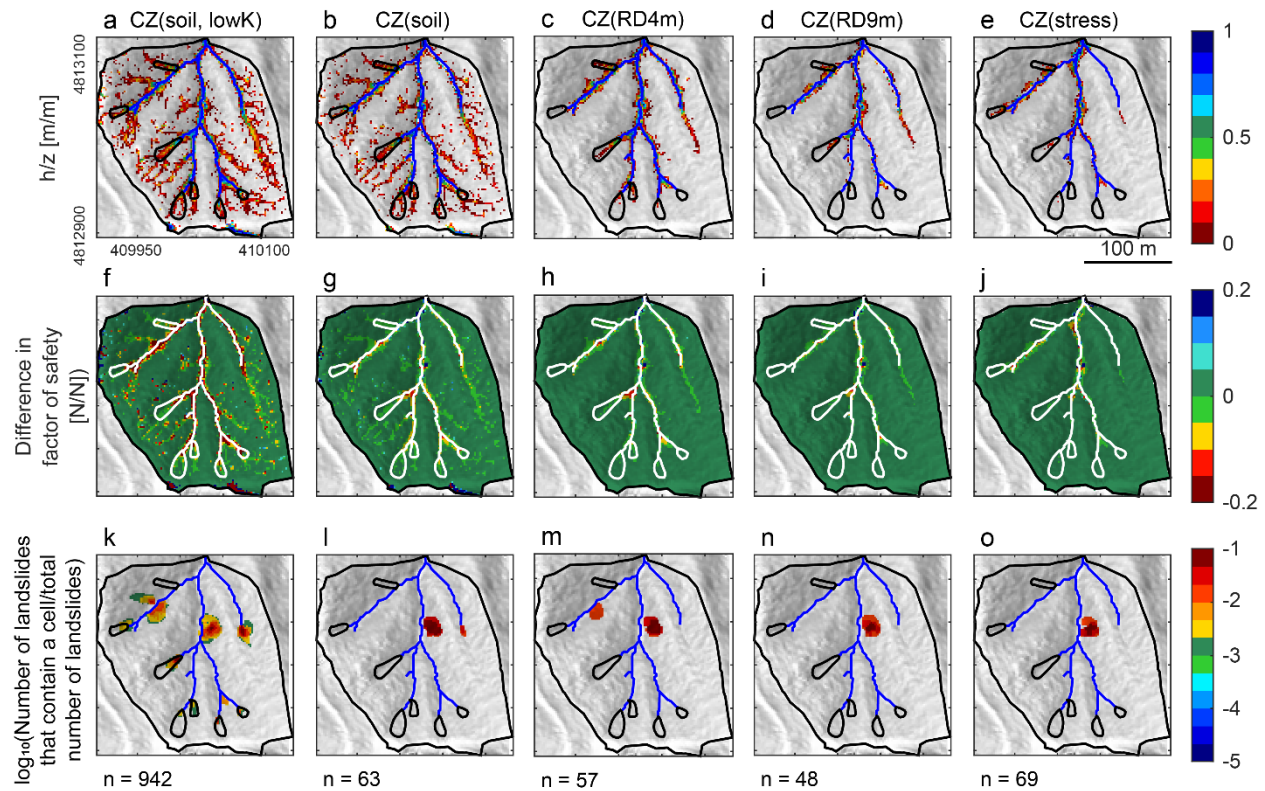 a CZ(soil, lowK)
b CZ(soil)
c CZ(RD4m)
d CZ(RD9m)
e CZ(stress)
h/z [m/m]
4813100
4812900
409950 410100
100 m
1
0.5
0
f
g
h
i
j
Difference in
factor of safety
[N/N])
0.2
0
-0.2
k
l
m
n
o
log₁₀(Number of landslides
that contain a cell/total
number of landslides)
-1
-2
-3
-4
-5
n = 942
n = 63
n = 57
n = 48
n = 69